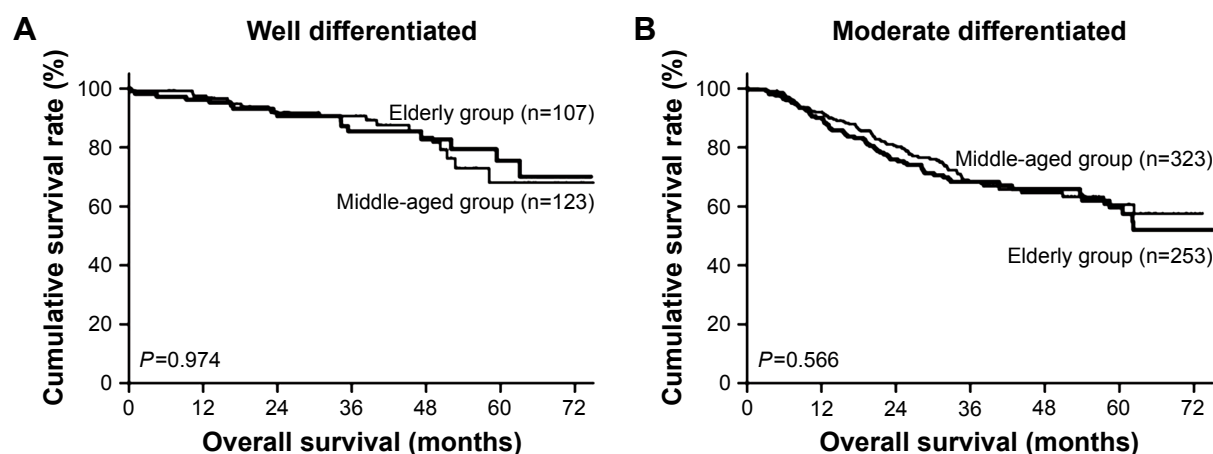 A
Well differentiated
Cumulative survival rate (%)
100
80
60
40
20
0
Elderly group (n=107)
Middle-aged group (n=123)
P=0.974
0 12 24 36 48 60 72
Overall survival (months)
B
Moderate differentiated
Cumulative survival rate (%)
100
80
60
40
20
0
Middle-aged group (n=323)
Elderly group (n=253)
P=0.566
0 12 24 36 48 60 72
Overall survival (months)